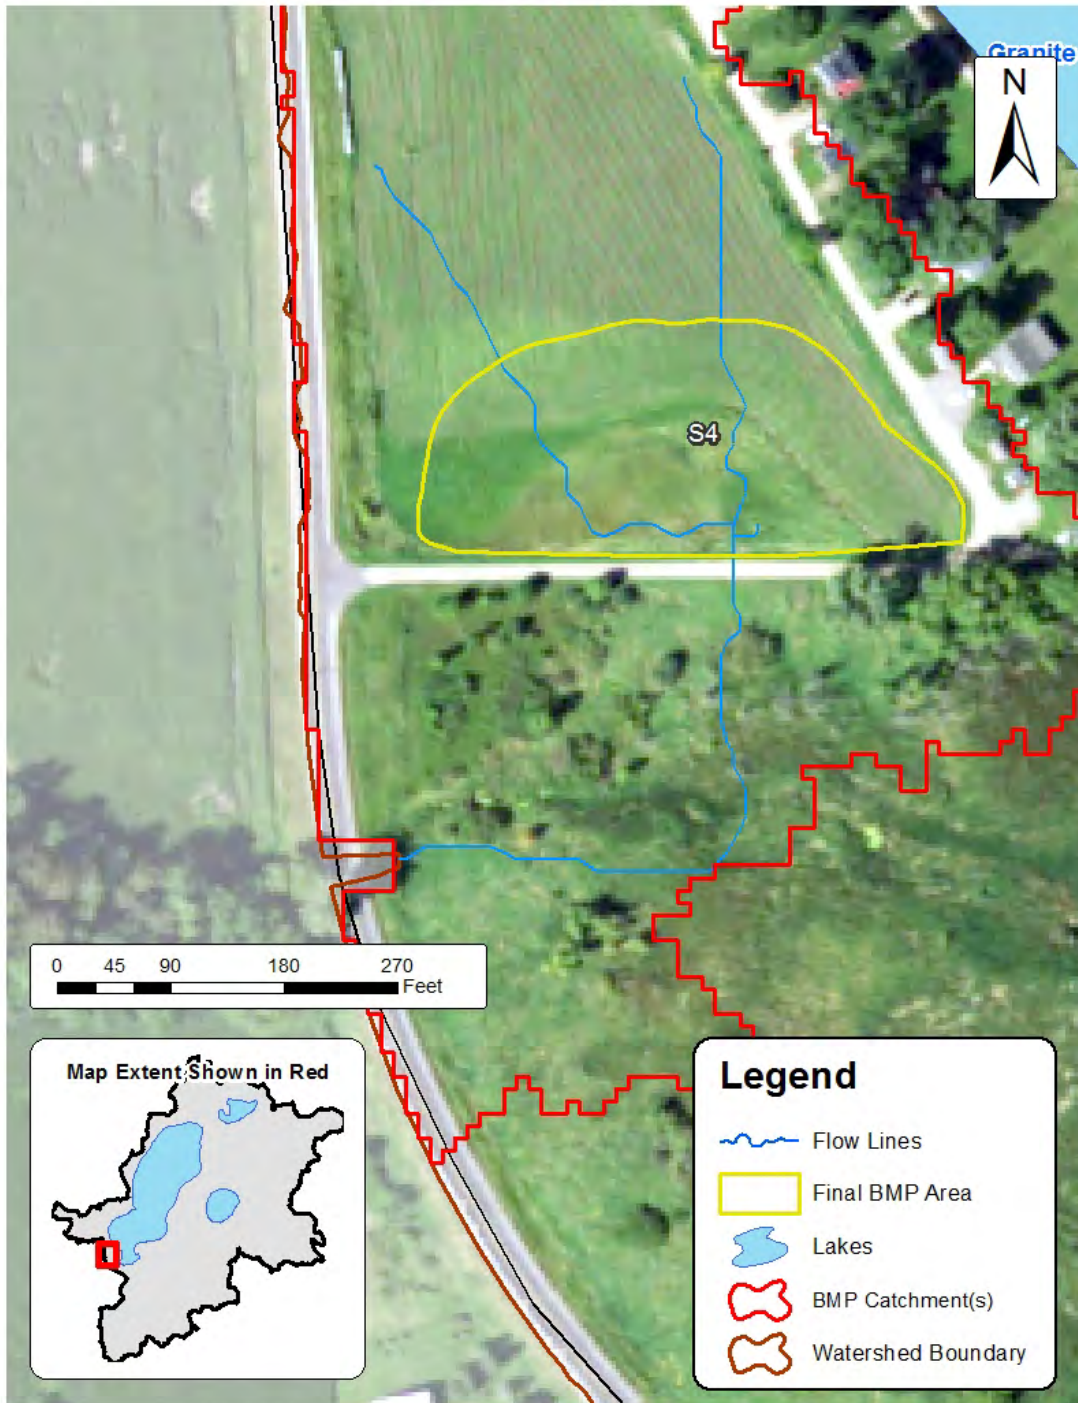 Granite
N
S4
0 45 90 180 270
Feet
Map Extent Shown in Red
Legend
Flow Lines
Final BMP Area
Lakes
BMP Catchment(s)
Watershed Boundary